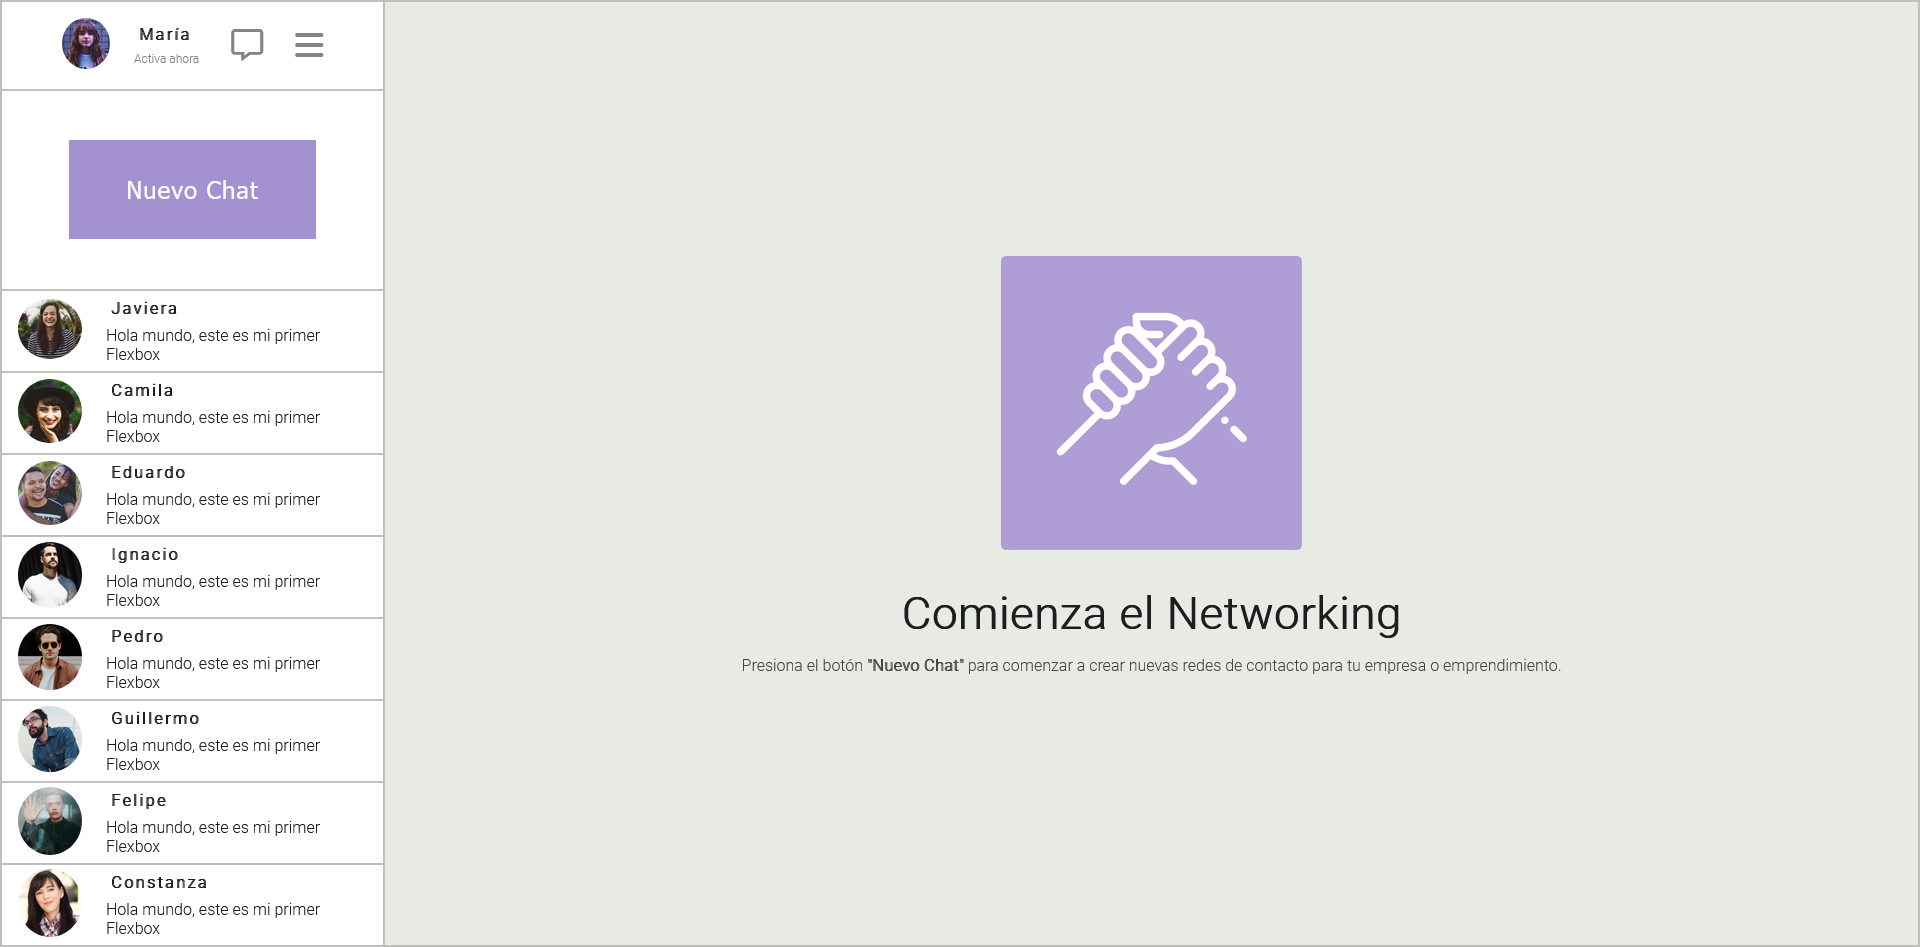 María
Activa ahora
Nuevo Chat
Javiera
Hola mundo, este es mi primer
Flexbox
Camila
Hola mundo, este es mi primer
Flexbox
Eduardo
Hola mundo, este es mi primer
Flexbox
Ignacio
Hola mundo, este es mi primer
Flexbox
Pedro
Hola mundo, este es mi primer
Flexbox
Guillermo
Hola mundo, este es mi primer
Flexbox
Felipe
Hola mundo, este es mi primer
Flexbox
Constanza
Hola mundo, este es mi primer
Flexbox
Comienza el Networking
Presiona el botón "Nuevo Chat" para comenzar a crear nuevas redes de contacto para tu empresa o emprendimiento.